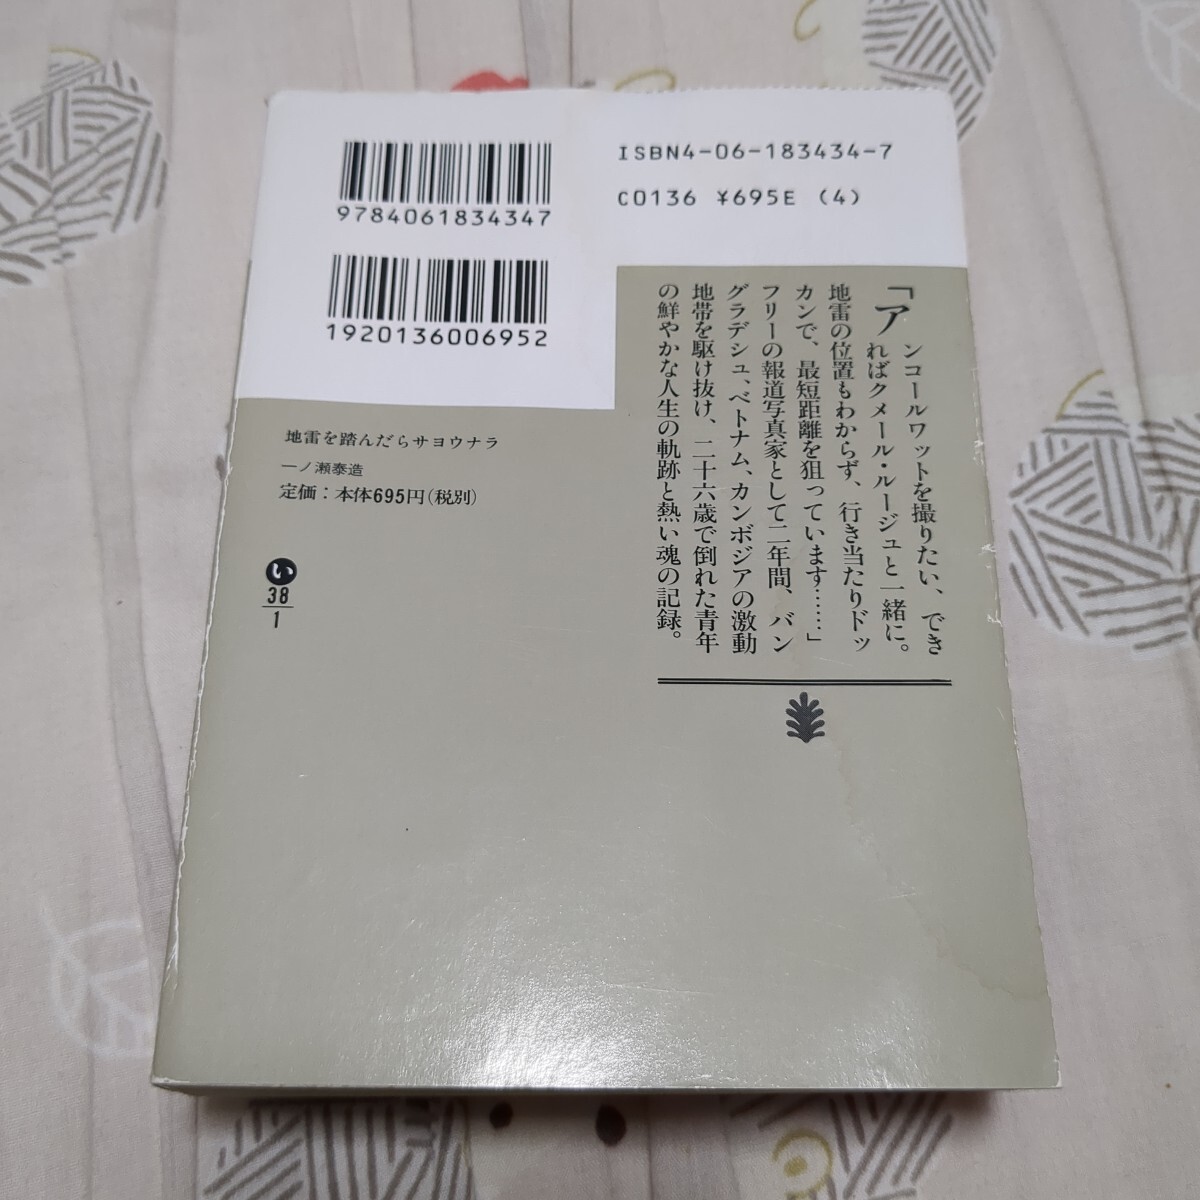 9784061834347
ISBN4-06-183434-7
C0136 ¥695E (4)
1920136006952
「アンコールワットを撮りたい、でき
ればクメール・ルージュと一緒に。
地雷の位置もわからず、行き当たりドッ
カンで、最短距離を狙っています……」
フリーの報道写真家として二年間、バン
グラデシュ、ベトナム、カンボジアの激動
地帯を駆け抜け、二十六歳で倒れた青年
の鮮やかな人生の軌跡と熱い魂の記録。
地雷を踏んだらサヨウナラ
一ノ瀬泰造
定価：本体695円(税別)
い
38
1